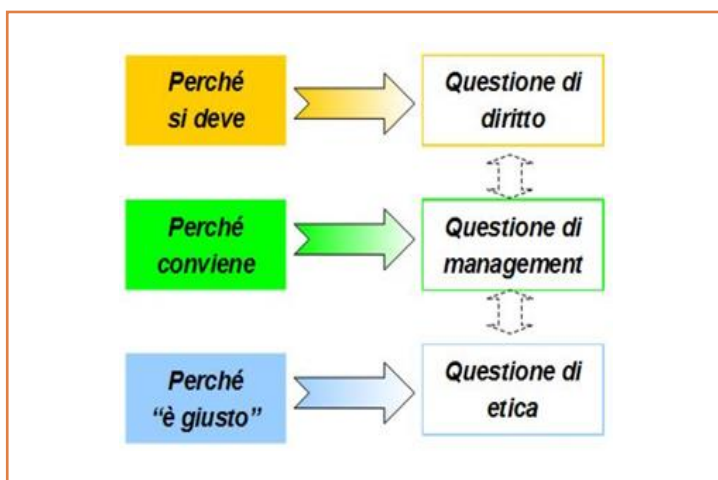 Perché
si deve
Questione di
diritto
Perché
conviene
Questione di
management
Perché
“è giusto”
Questione di
etica